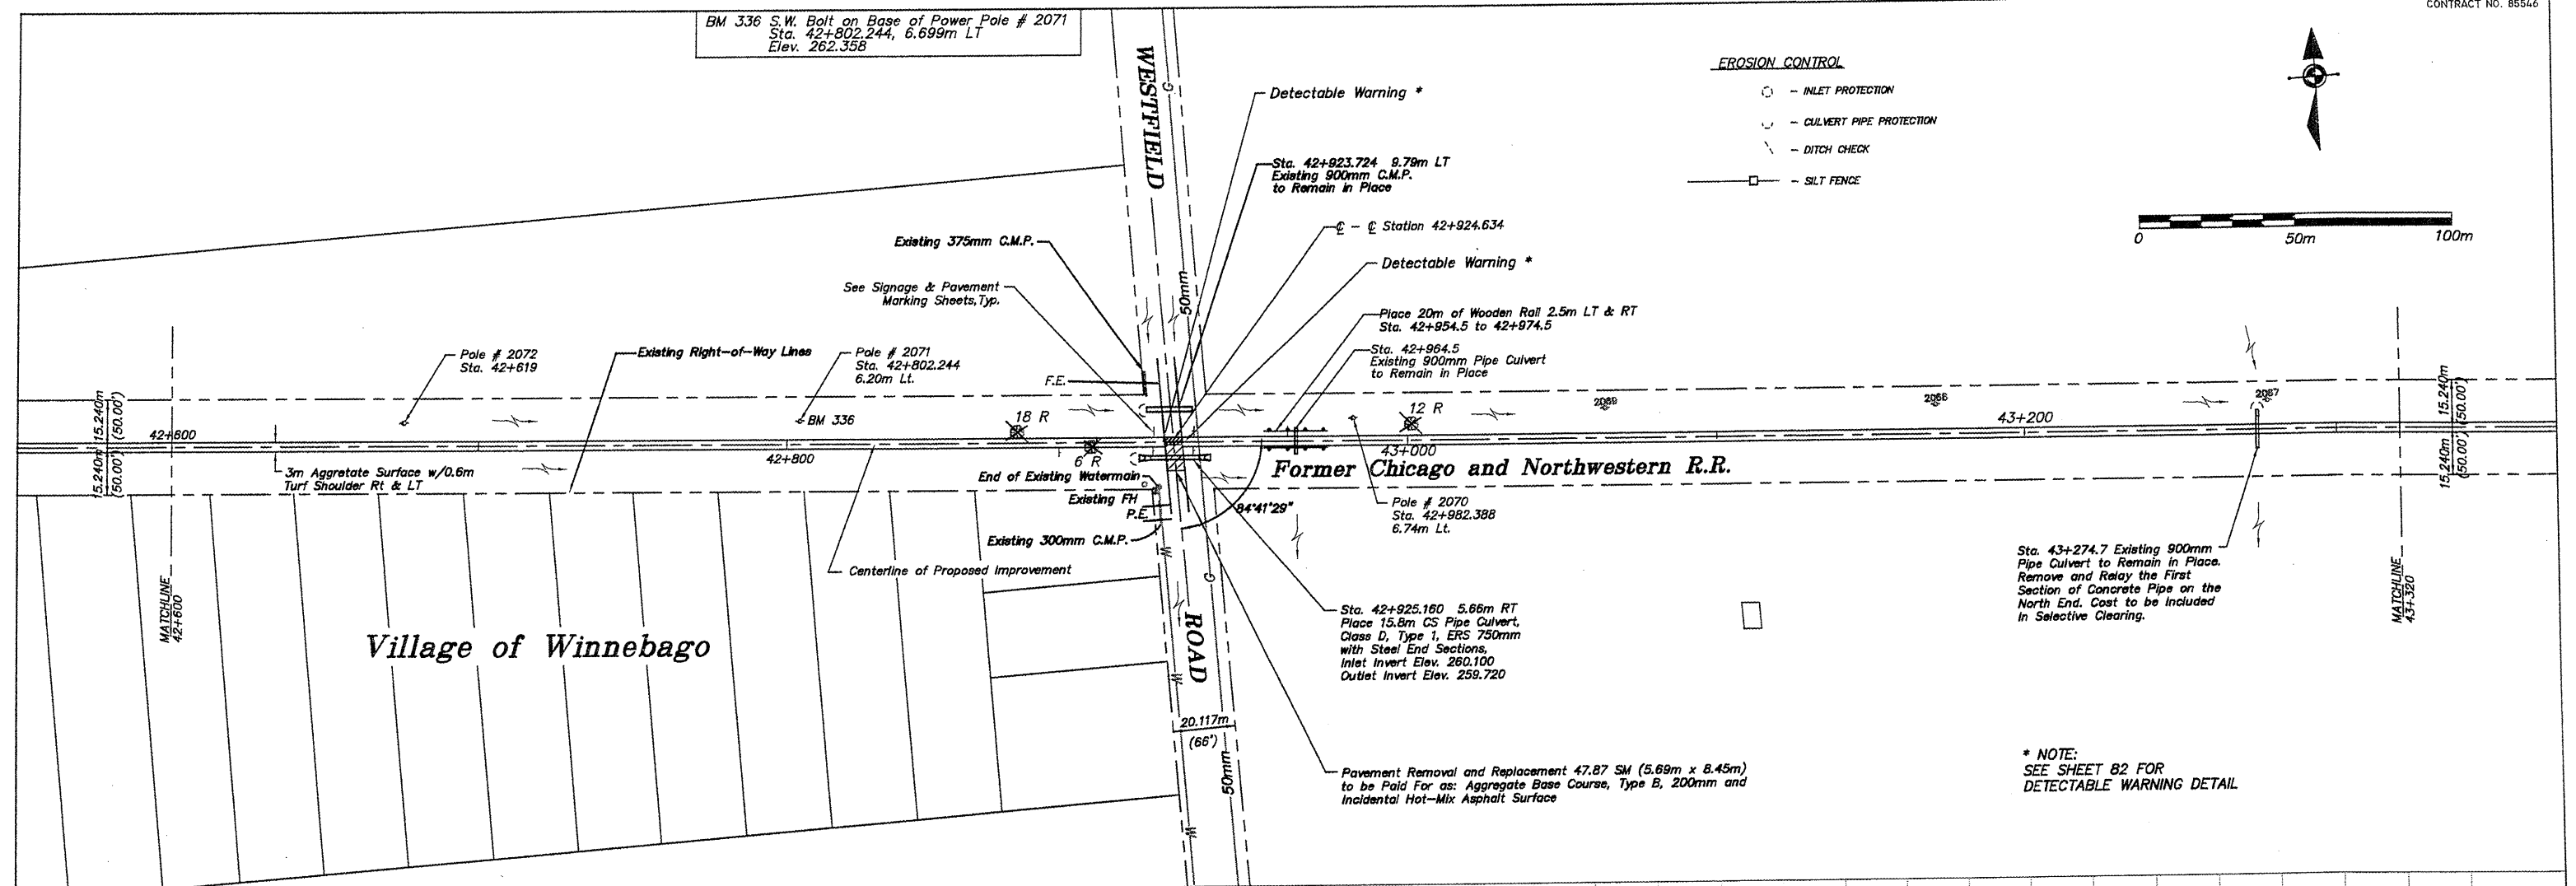 CONTRACT NO. 85546
BM 336 S.W. Bolt on Base of Power Pole # 2071
Sta. 42+802.244, 6.699m LT
Elev. 262.358
WESTFIELD
G
EROSION CONTROL
- INLET PROTECTION
- CULVERT PIPE PROTECTION
- DITCH CHECK
- SILT FENCE
0 50m 100m
Detectable Warning *
Sta. 42+923.724 9.79m LT
Existing 900mm C.M.P.
to Remain in Place
℄ - ℄ Station 42+924.634
Detectable Warning *
Existing 375mm C.M.P.
See Signage & Pavement
Marking Sheets, Typ.
50mm
Place 20m of Wooden Rail 2.5m LT & RT
Sta. 42+954.5 to 42+974.5
Sta. 42+964.5
Existing 900mm Pipe Culvert
to Remain in Place
Pole # 2072
Sta. 42+619
Existing Right-of-Way Lines
Pole # 2071
Sta. 42+802.244
6.20m Lt.
F.E.
15.240m
(50.00')
15.240m
(50.00')
42+600
BM 336
18 R
12 R
2069
2067
43+200
15.240m
(50.00')
15.240m
(50.00')
42+800
6 R
43+000
Former Chicago and Northwestern R.R.
3m Aggretate Surface w/0.6m
Turf Shoulder Rt & LT
End of Existing Watermain
Existing FH
P.E.
84°41'29"
Pole # 2070
Sta. 42+982.388
6.74m Lt.
Existing 300mm C.M.P.
W
Centerline of Proposed Improvement
G
MATCHLINE
42+600
Sta. 43+274.7 Existing 900mm
Pipe Culvert to Remain in Place.
Remove and Relay the First
Section of Concrete Pipe on the
North End. Cost to be Included
in Selective Clearing.
MATCHLINE
43+320
Village of Winnebago
ROAD
W
Sta. 42+925.160 5.66m RT
Place 15.8m CS Pipe Culvert,
Class D, Type 1, ERS 750mm
with Steel End Sections,
Inlet Invert Elev. 260.100
Outlet Invert Elev. 259.720
20.117m
(66')
50mm
W
Pavement Removal and Replacement 47.87 SM (5.69m x 8.45m)
to be Paid For as: Aggregate Base Course, Type B, 200mm and
Incidental Hot-Mix Asphalt Surface
* NOTE:
SEE SHEET 82 FOR
DETECTABLE WARNING DETAIL